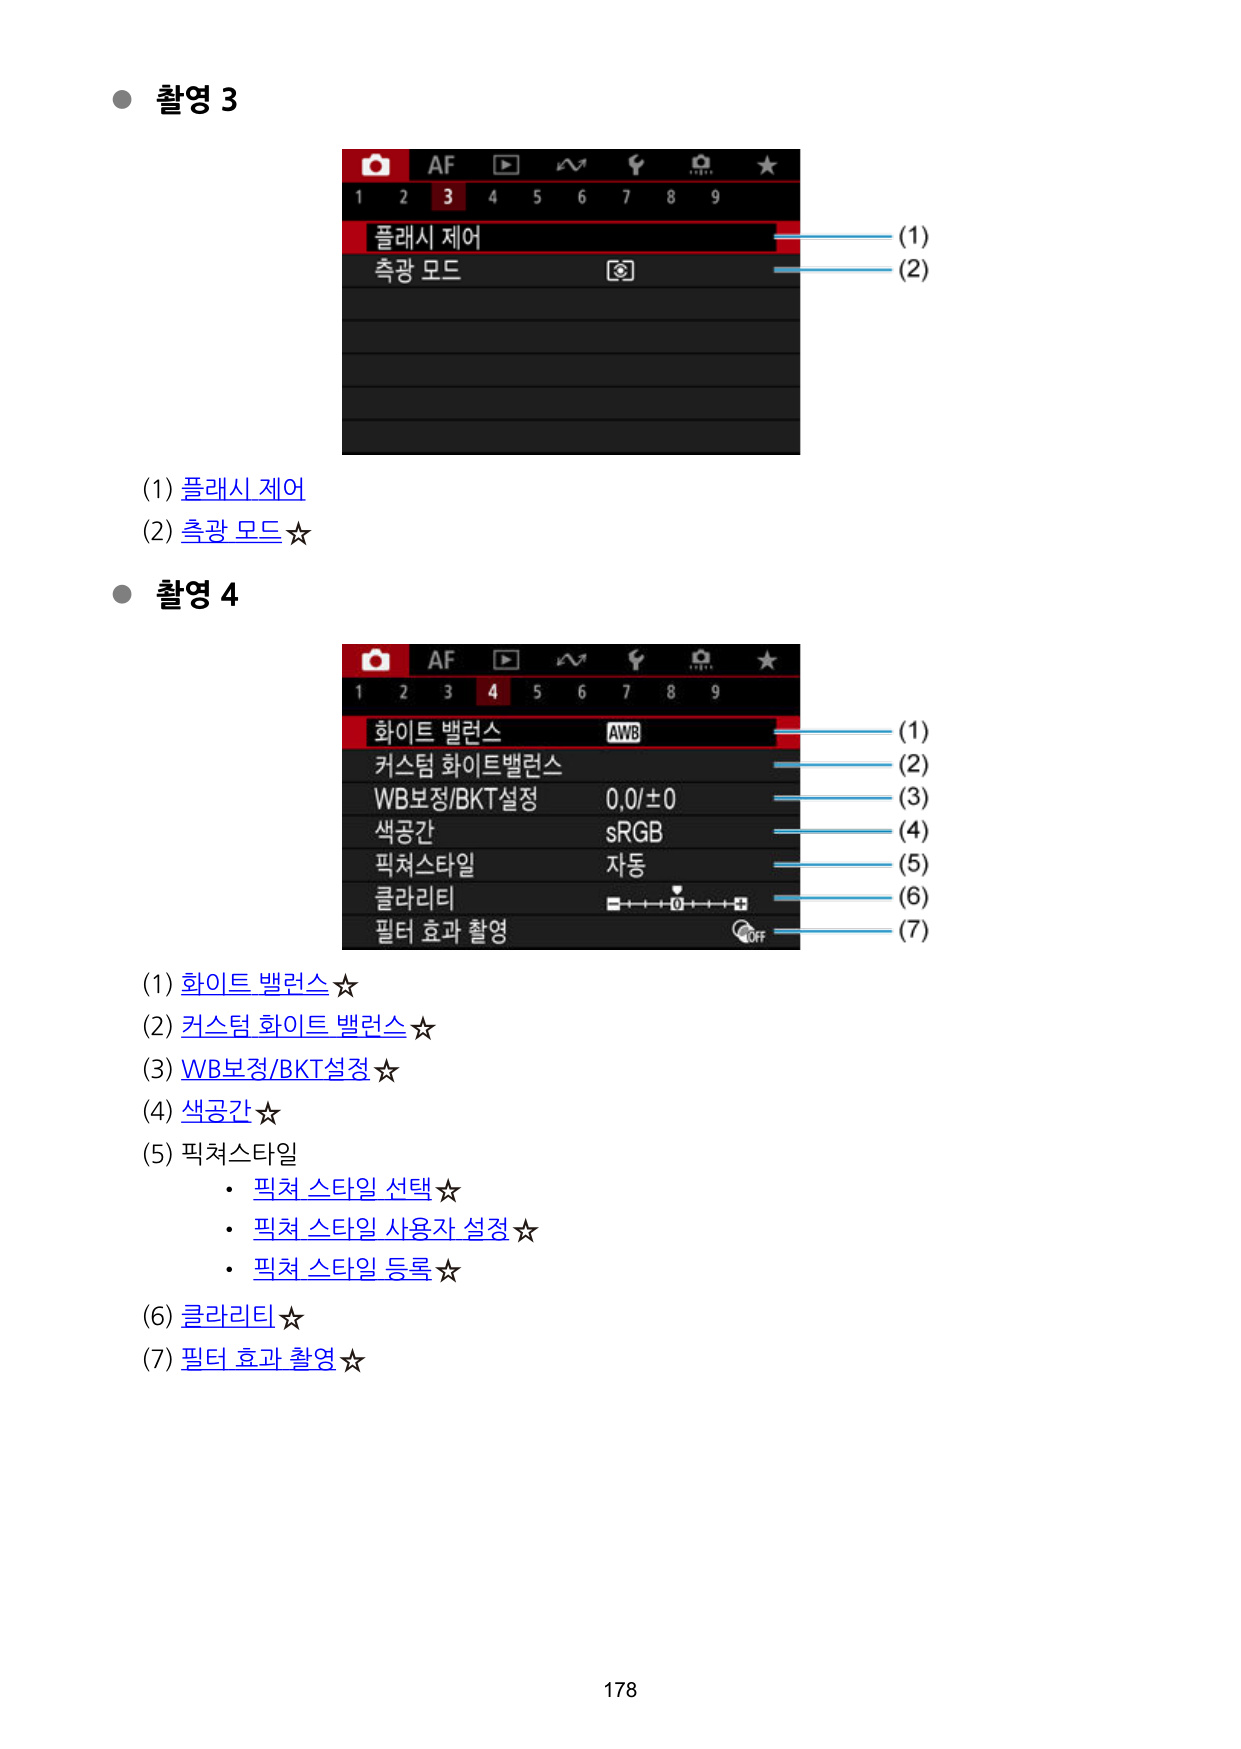 ● 촬영 3
AF
1 2 3 4 5 6 7 8 9
플래시 제어 (1)
측광 모드 (2)
(1) 플래시 제어
(2) 측광 모드☆
● 촬영 4
AF
1 2 3 4 5 6 7 8 9
화이트 밸런스 AWB (1)
커스텀 화이트밸런스 (2)
WB보정/BKT설정 0,0/±0 (3)
색공간 sRGB (4)
픽쳐스타일 자동 (5)
클라리티 0 (6)
필터 효과 촬영 OFF (7)
(1) 화이트 밸런스☆
(2) 커스텀 화이트 밸런스☆
(3) WB보정/BKT설정☆
(4) 색공간☆
(5) 픽쳐스타일
• 픽쳐 스타일 선택☆
• 픽쳐 스타일 사용자 설정☆
• 픽쳐 스타일 등록☆
(6) 클라리티☆
(7) 필터 효과 촬영☆
178